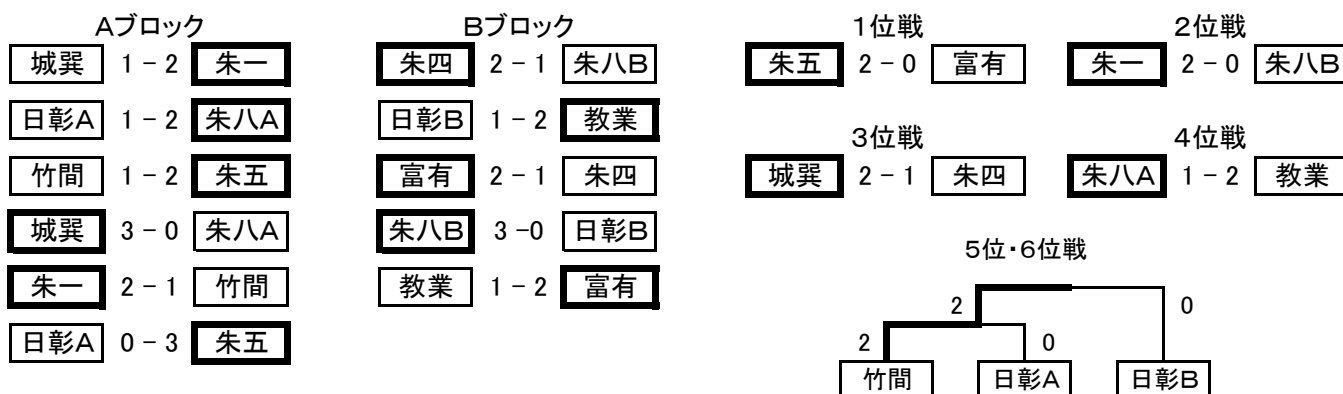 Aブロック
城巽 1 - 2 朱一
日彰A 1 - 2 朱八A
竹間 1 - 2 朱五
城巽 3 - 0 朱八A
朱一 2 - 1 竹間
日彰A 0 - 3 朱五
Bブロック
朱四 2 - 1 朱八B
日彰B 1 - 2 教業
富有 2 - 1 朱四
朱八B 3 -0 日彰B
教業 1 - 2 富有
1位戦
朱五 2 - 0 富有
2位戦
朱一 2 - 0 朱八B
3位戦
城巽 2 - 1 朱四
4位戦
朱八A 1 - 2 教業
5位・6位戦
2 0
2 0
竹間 日彰A 日彰B